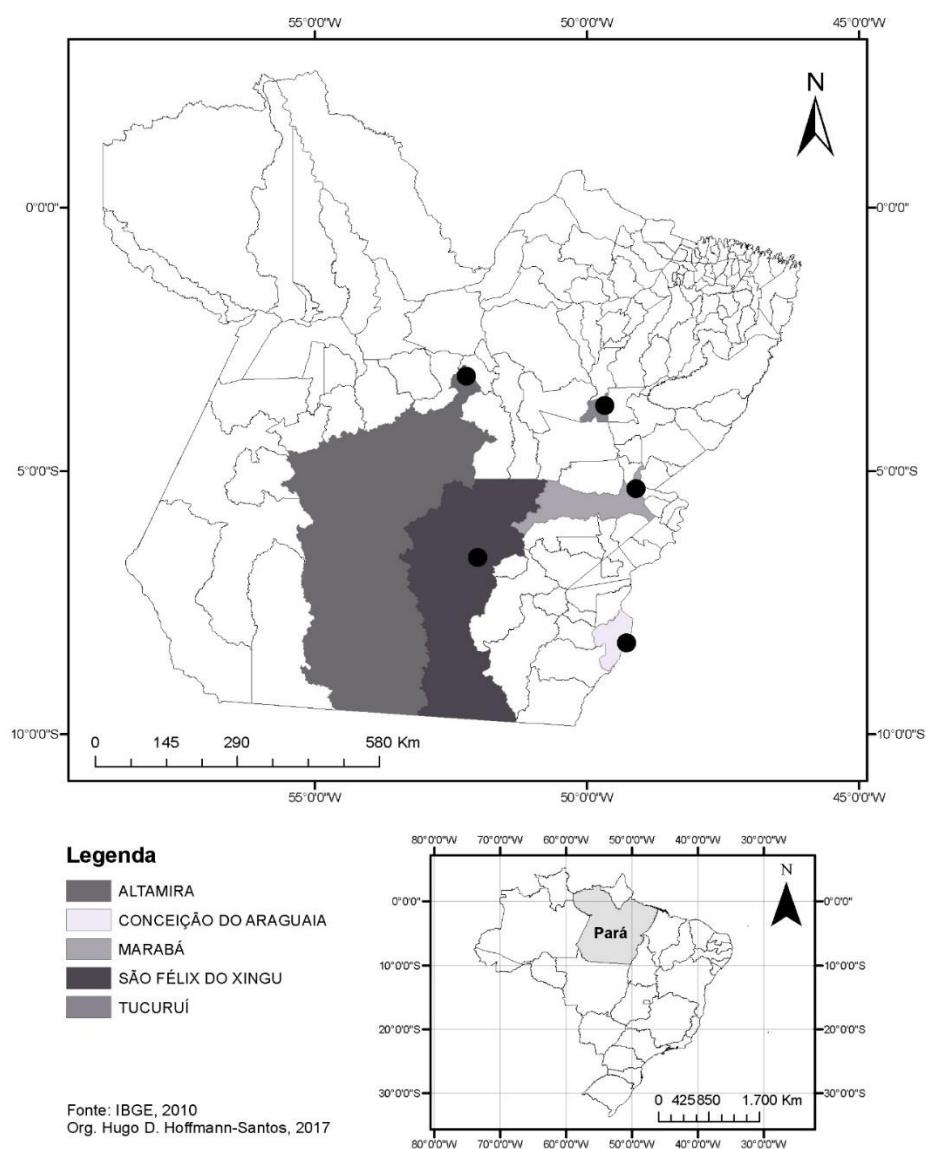 55°0'0"W 50°0'0"W 45°0'0"W
N
0°0'0" 0°0'0"
5°0'0"S 5°0'0"S
10°0'0"S 10°0'0"S
0 145 290 580 Km
55°0'0"W 50°0'0"W 45°0'0"W
Legenda
ALTAMIRA
CONCEIÇÃO DO ARAGUAIA
MARABÁ
SÃO FÉLIX DO XINGU
TUCURUÍ
Fonte: IBGE, 2010
Org. Hugo D. Hoffmann-Santos, 2017
80°0'0"W 70°0'0"W 60°0'0"W 50°0'0"W 40°0'0"W 30°0'0"W
N
0°0'0" 0°0'0"
Pará
10°0'0"S 10°0'0"S
20°0'0"S 20°0'0"S
30°0'0"S 30°0'0"S
0 425850 1.700 Km
80°0'0"W 70°0'0"W 60°0'0"W 50°0'0"W 40°0'0"W 30°0'0"W